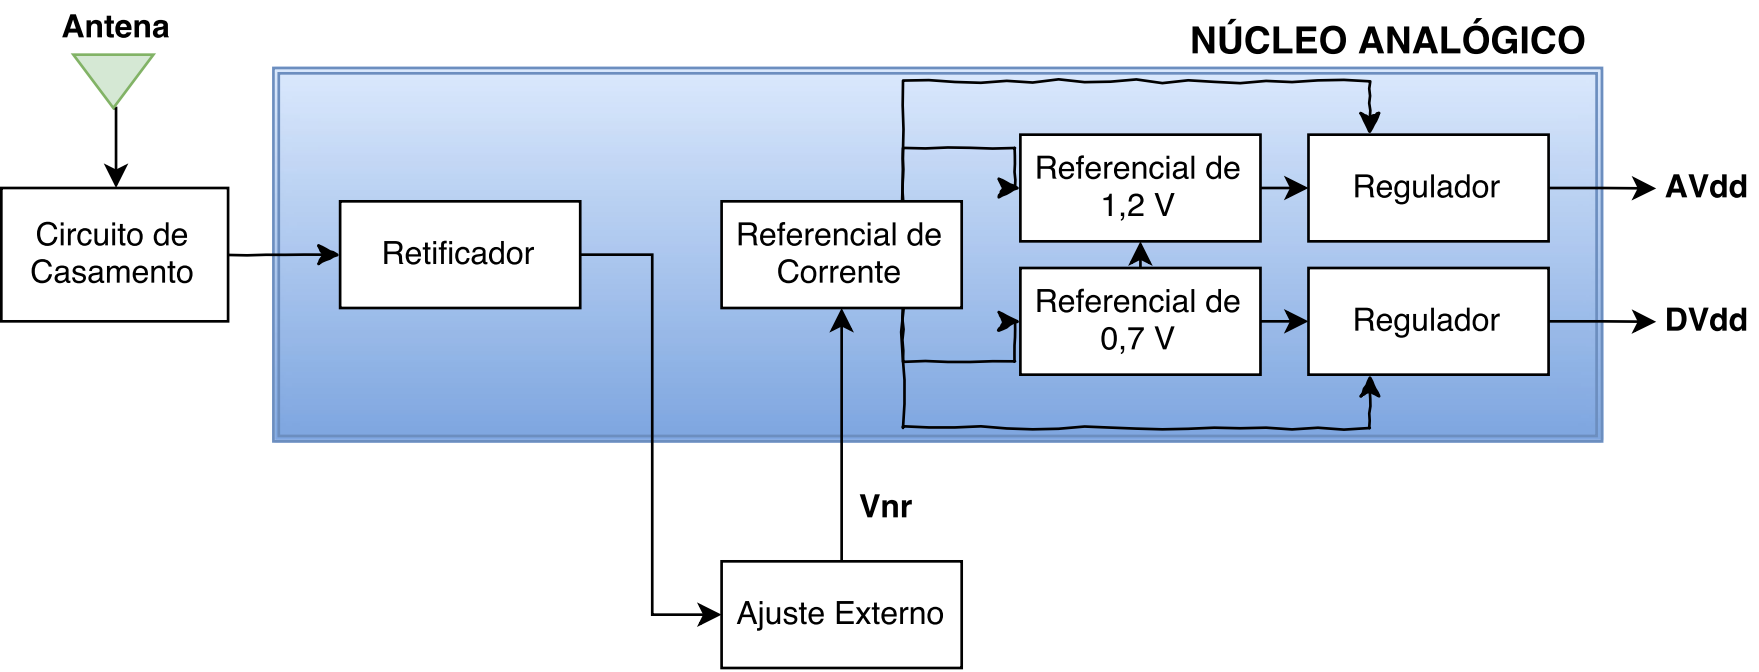 Antena
NÚCLEO ANALÓGICO
Circuito de
Casamento
Retificador
Referencial de
Corrente
Referencial de
1,2 V
Regulador
AVdd
Referencial de
0,7 V
Regulador
DVdd
Vnr
Ajuste Externo